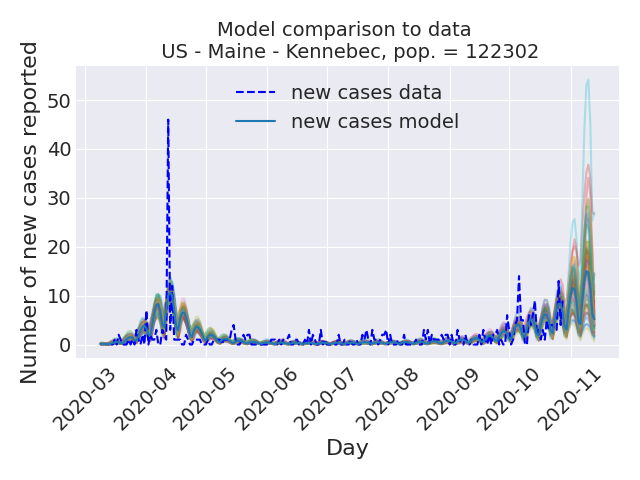 Model comparison to data
US - Maine - Kennebec, pop. = 122302
Number of new cases reported
50
40
30
20
10
0
new cases data
new cases model
2020-03
2020-04
2020-05
2020-06
2020-07
2020-08
2020-09
2020-10
2020-11
Day